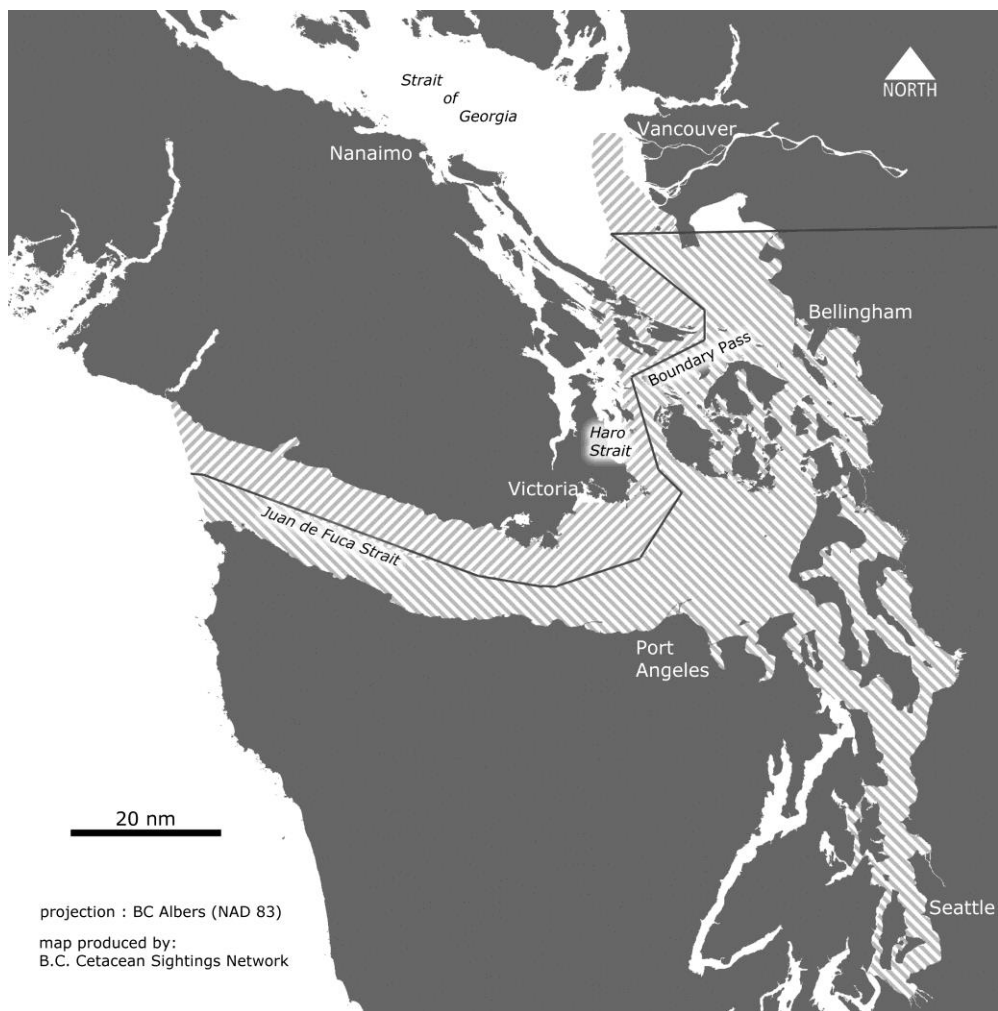 Strait
of
Georgia
NORTH
Vancouver
Nanaimo
Bellingham
Boundary Pass
Haro
Strait
Victoria
Juan de Fuca Strait
Port
Angeles
20 nm
Seattle
projection : BC Albers (NAD 83)
map produced by:
B.C. Cetacean Sightings Network